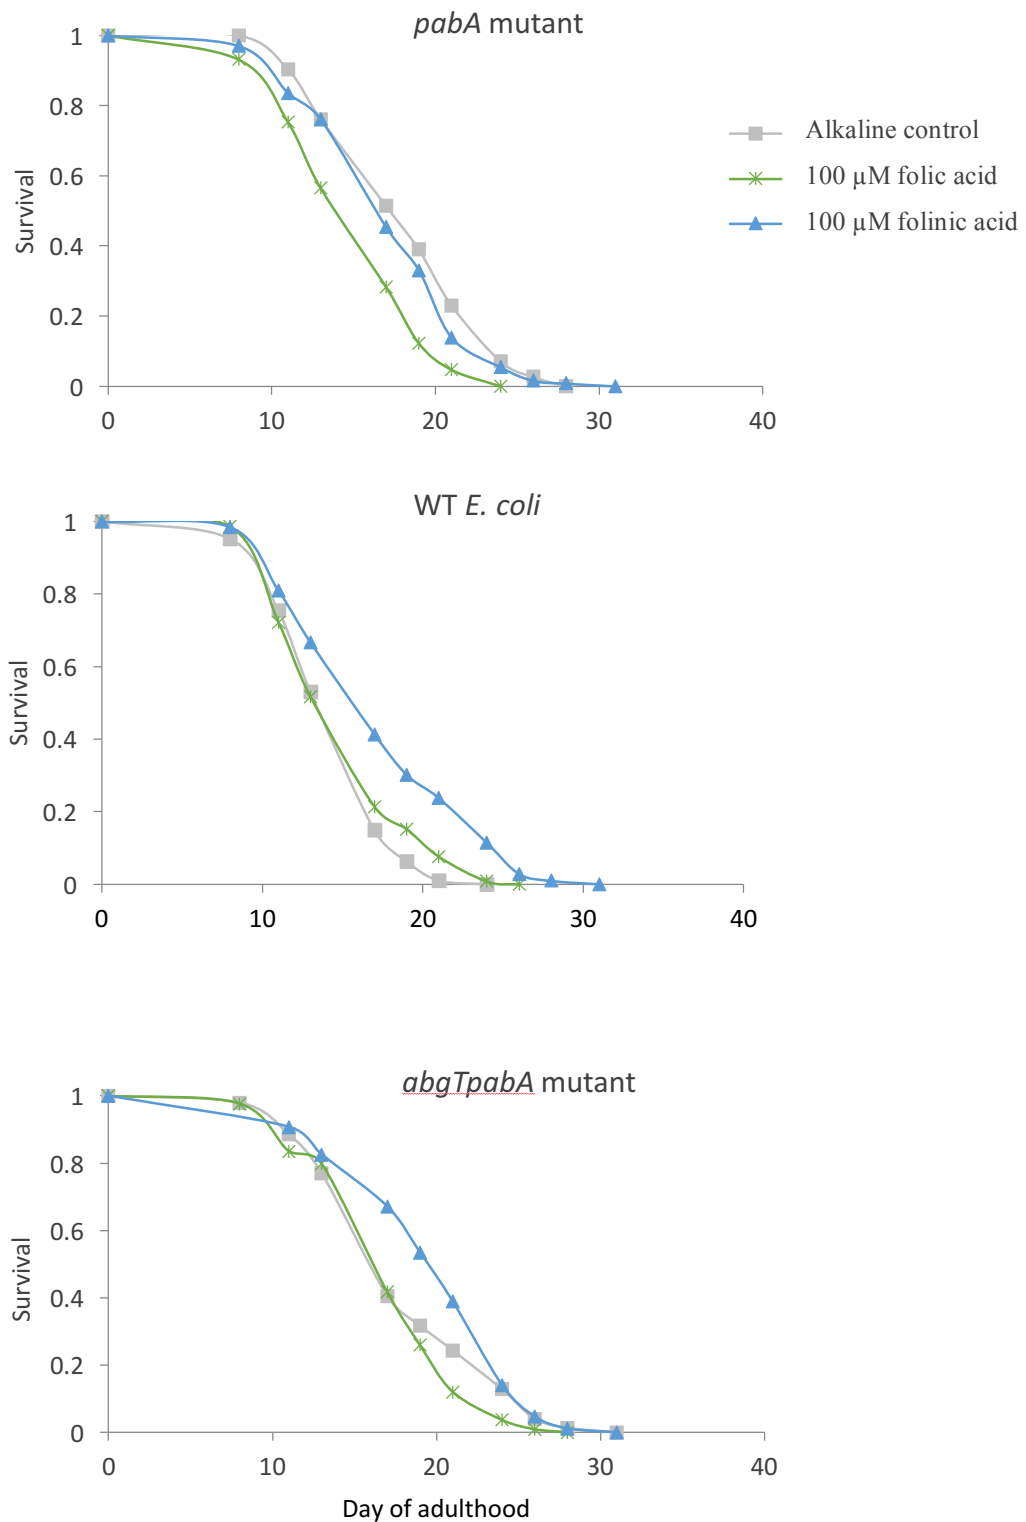 pabA mutant
1
0.8
0.6
0.4
0.2
0
Survival
0 10 20 30 40
Alkaline control
100 µM folic acid
100 µM folinic acid
WT E. coli
1
0.8
0.6
0.4
0.2
0
Survival
0 10 20 30 40
abgTpabA mutant
1
0.8
0.6
0.4
0.2
0
Survival
0 10 20 30 40
Day of adulthood